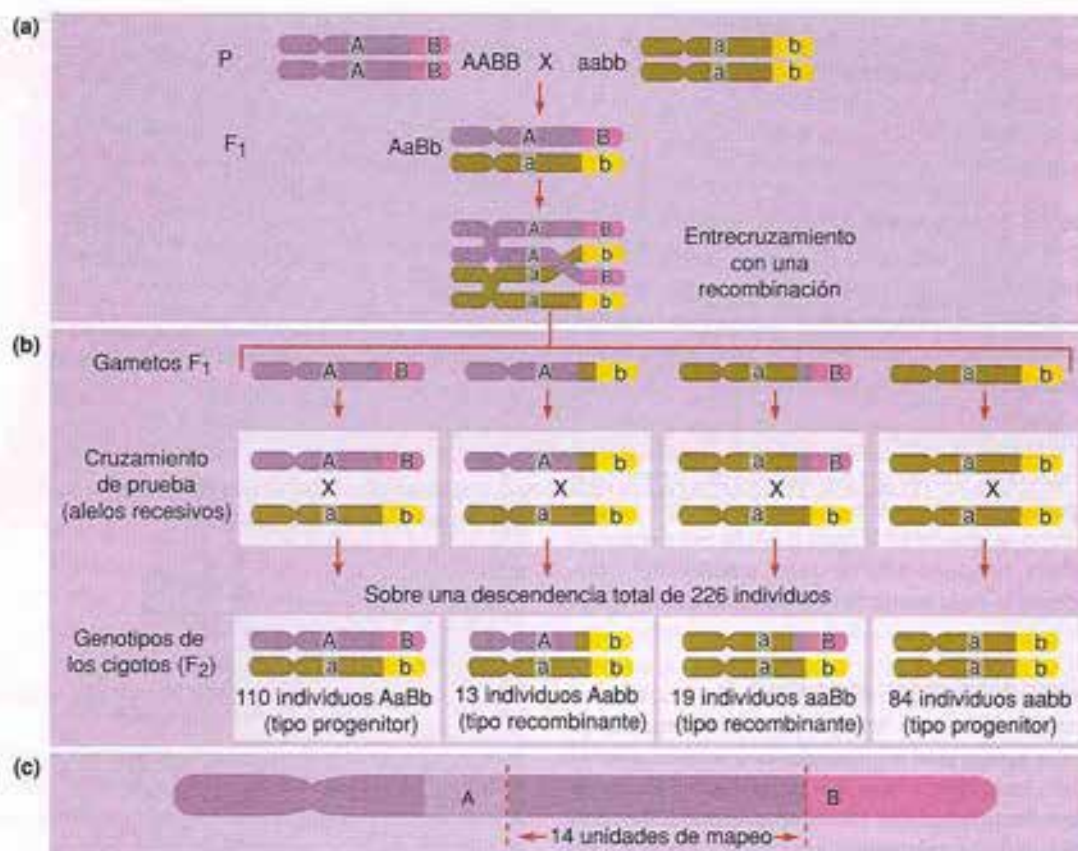 (a)
P
A B
A B
AABB X aabb
a b
a b
F1
AaBb
A B
a b
A B
A b
a B
a b
Entrecruzamiento
con una
recombinación
(b)
Gametos F1
A B
A b
a B
a b
Cruzamiento
de prueba
(alelos recesivos)
A B
X
a b
A b
X
a b
a B
X
a b
a b
X
a b
Sobre una descendencia total de 226 individuos
Genotipos de
los cigotos (F2)
A B
a b
110 individuos AaBb
(tipo progenitor)
A b
a b
13 individuos Aabb
(tipo recombinante)
a B
a b
19 individuos aaBb
(tipo recombinante)
a b
a b
84 individuos aabb
(tipo progenitor)
(c)
A B
14 unidades de mapeo